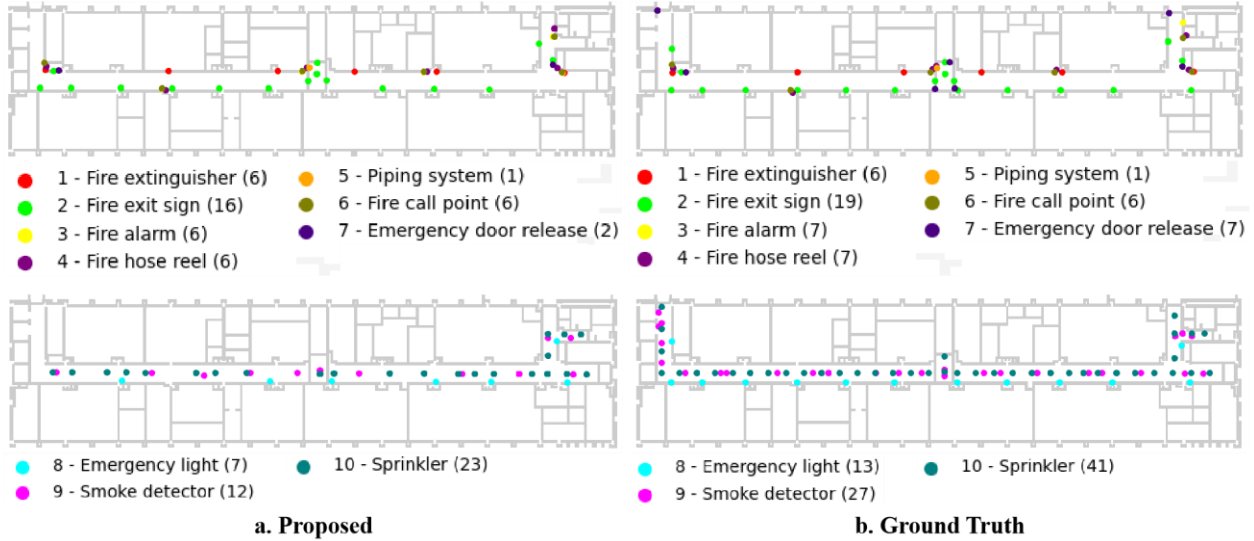 1 - Fire extinguisher (6)
2 - Fire exit sign (16)
3 - Fire alarm (6)
4 - Fire hose reel (6)
5 - Piping system (1)
6 - Fire call point (6)
7 - Emergency door release (2)
1 - Fire extinguisher (6)
2 - Fire exit sign (19)
3 - Fire alarm (7)
4 - Fire hose reel (7)
5 - Piping system (1)
6 - Fire call point (6)
7 - Emergency door release (7)
8 - Emergency light (7)
9 - Smoke detector (12)
10 - Sprinkler (23)
8 - Emergency light (13)
9 - Smoke detector (27)
10 - Sprinkler (41)
a. Proposed
b. Ground Truth